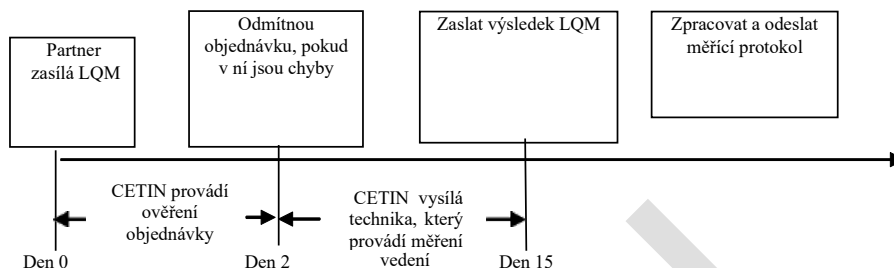 Partner
zasílá LQM
Odmítnou
objednávku, pokud
v ní jsou chyby
Zaslat výsledek LQM
Zpracovat a odeslat
měřící protokol
CETIN provádí
ověření
objednávky
CETIN vysílá
technika, který
provádí měření
vedení
Den 0
Den 2
Den 15